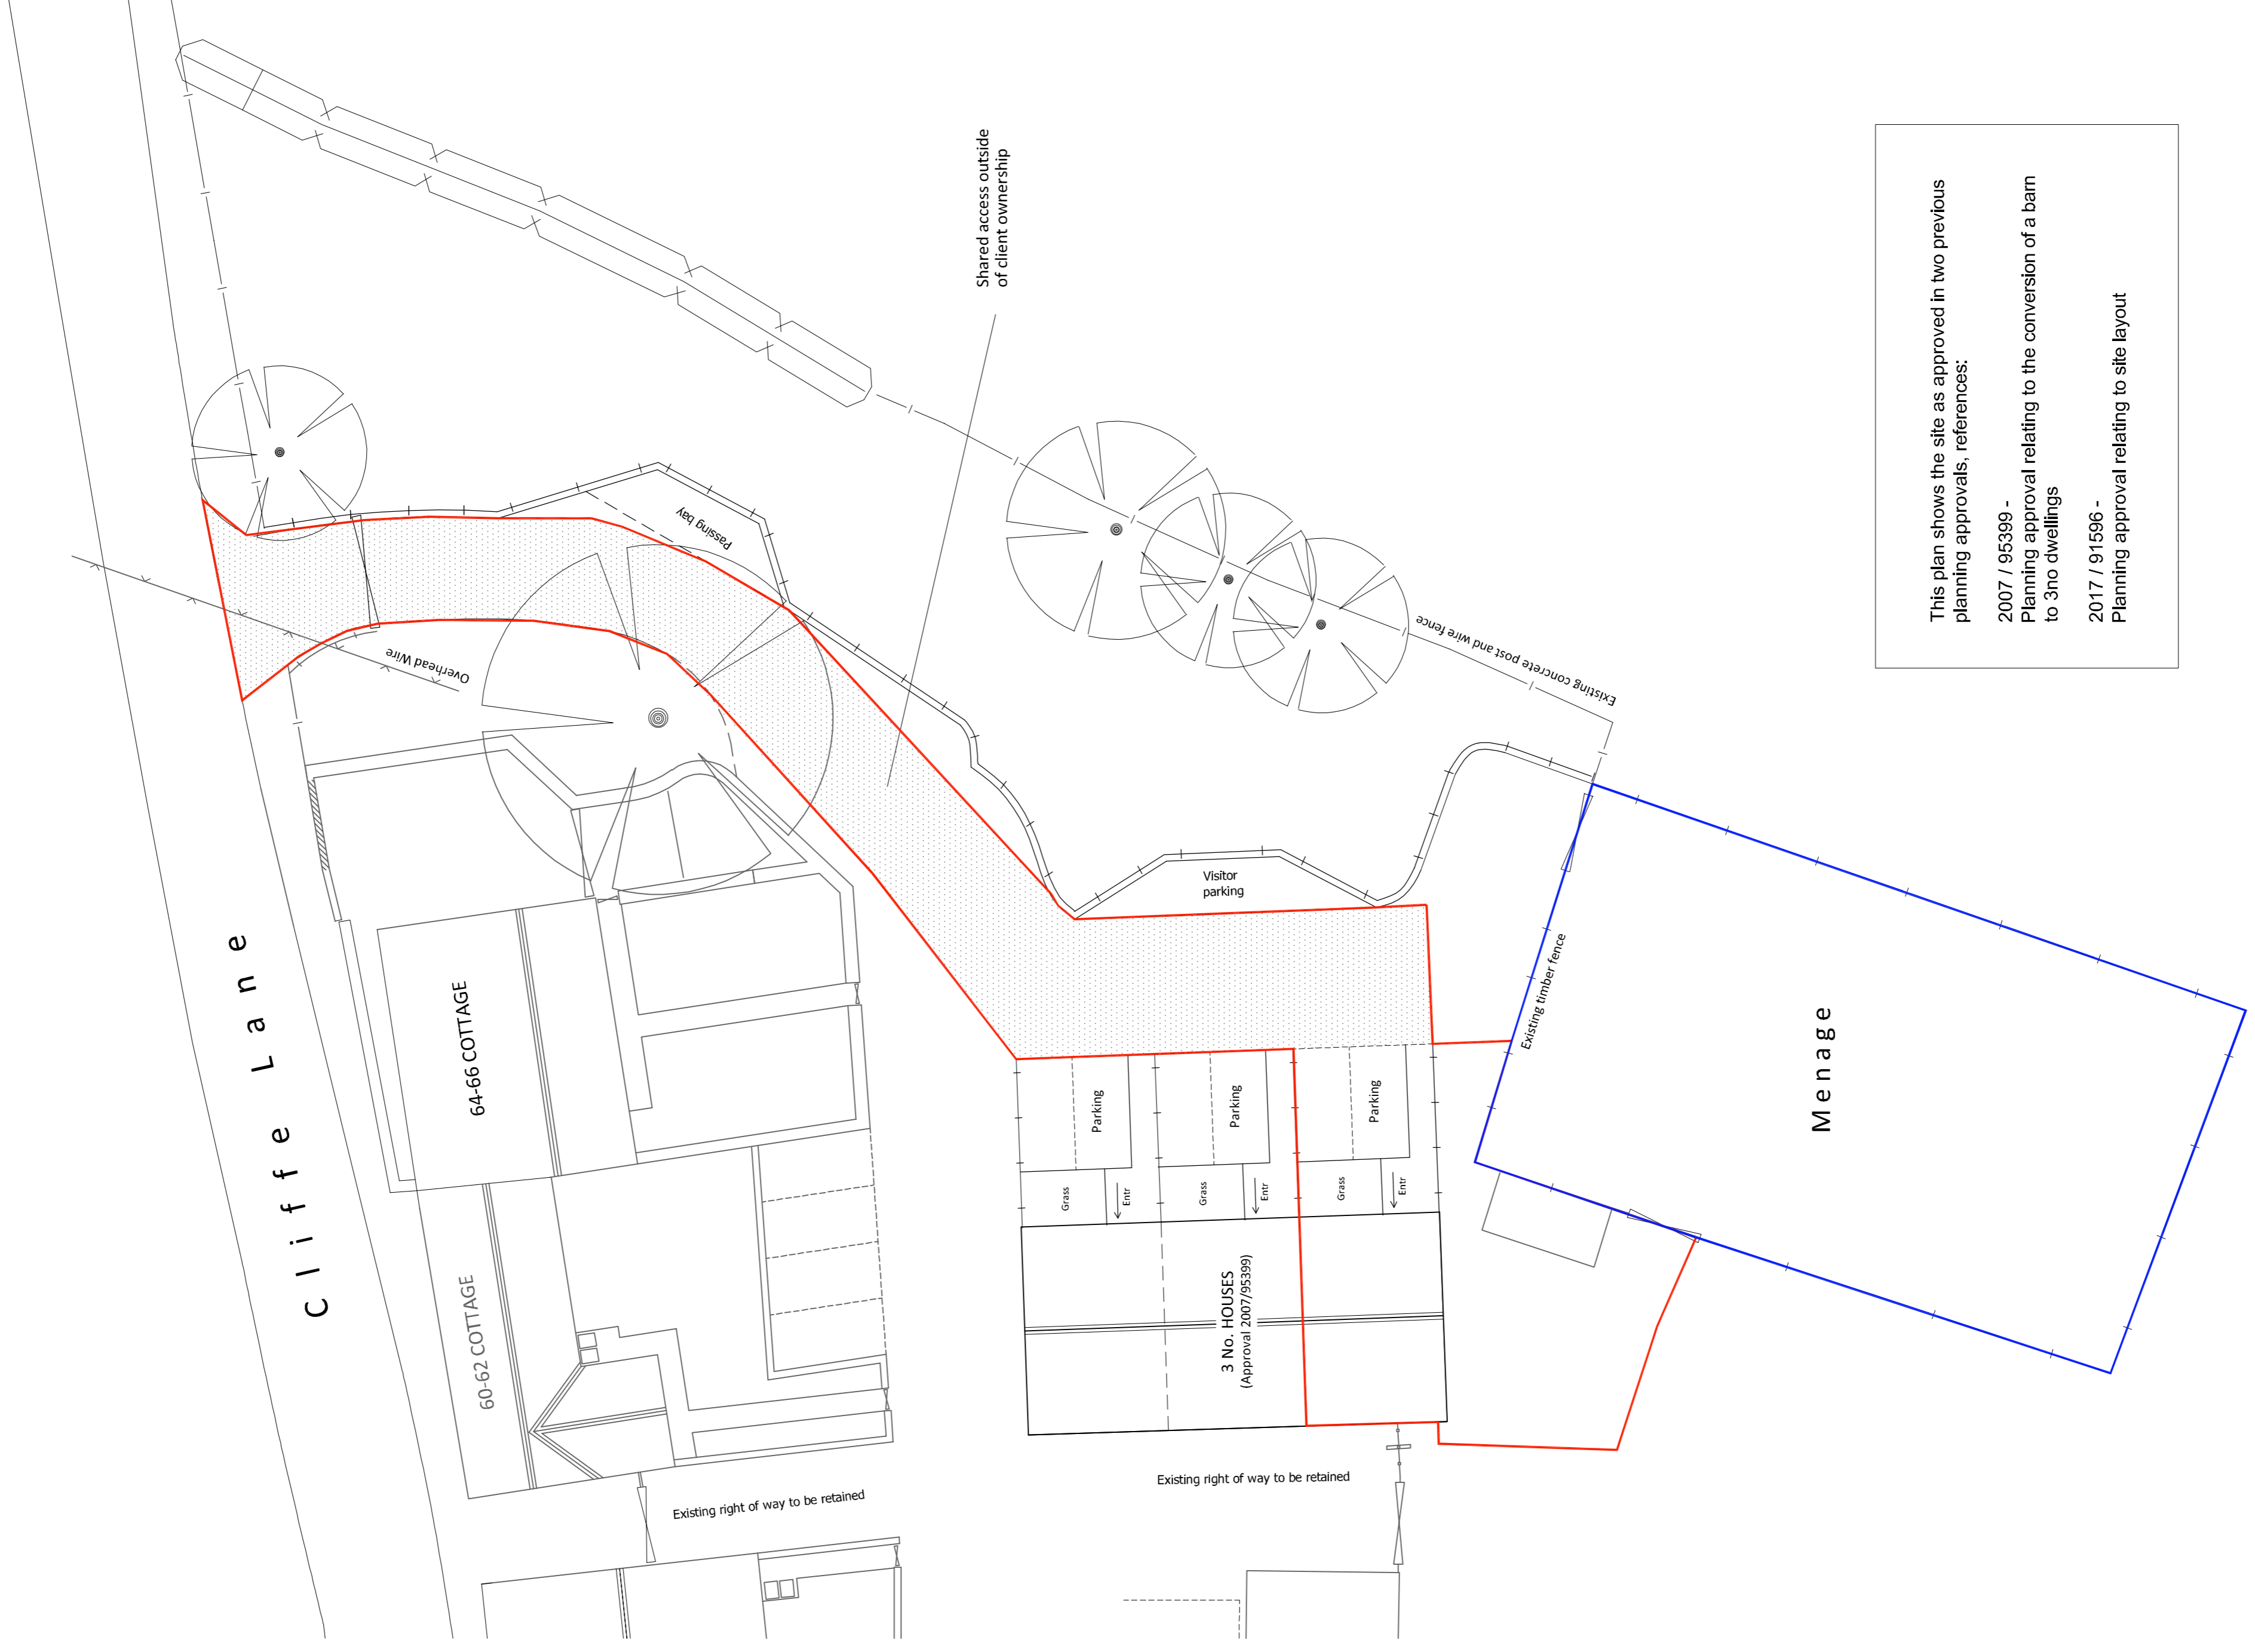 This plan shows the site as approved in two previous
planning approvals, references:
2007 / 95399 -
Planning approval relating to the conversion of a barn
to 3no dwellings
2017 / 91596 -
Planning approval relating to site layout
Shared access outside
of client ownership
Passing bay
Overhead Wire
Existing concrete post and wire fence
Visitor
parking
Existing timber fence
Menage
Cliffe Lane
64-66 COTTAGE
60-62 COTTAGE
Parking
Parking
Parking
Grass
Entr
Grass
Entr
Grass
Entr
3 No. HOUSES
(Approval 2007/95399)
Existing right of way to be retained
Existing right of way to be retained